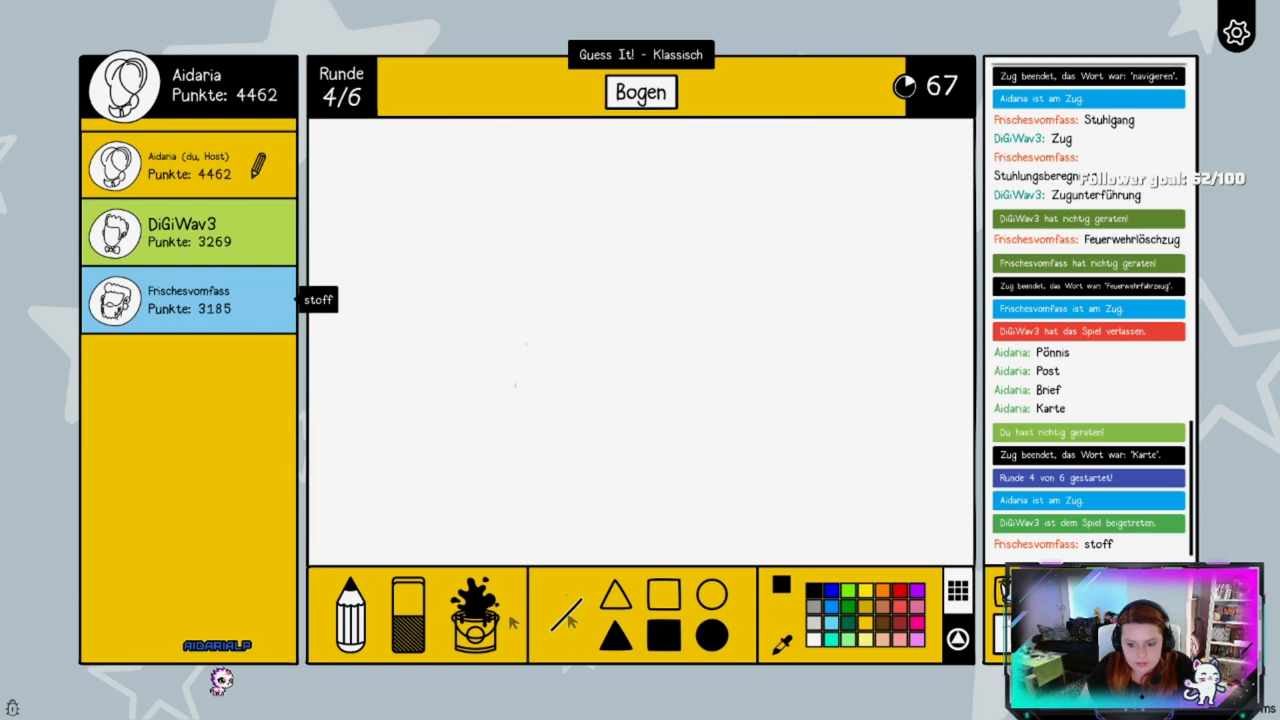 Guess It! - Klassisch
Aidaria
Punkte: 4462
Runde
4/6
Bogen
67
Aidaria (du, Host)
Punkte: 4462
DiGiWav3
Punkte: 3269
Frischesvomfass
Punkte: 3185
stoff
AIDARIALP
Zug beendet, das Wort war: 'navigieren'.
Aidaria ist am Zug.
Frischesvomfass: Stuhlgang
DiGiWav3: Zug
Frischesvomfass:
Stuhlungsberegn
Follower goal: 52/100
DiGiWav3: Zugunterführung
DiGiWav3 hat richtig geraten!
Frischesvomfass: Feuerwehrlöschzug
Frischesvomfass hat richtig geraten!
Zug beendet, das Wort war: 'Feuerwehrfahrzeug'.
Frischesvomfass ist am Zug.
DiGiWav3 hat das Spiel verlassen.
Aidaria: Pönnis
Aidaria: Post
Aidaria: Brief
Aidaria: Karte
Du hast richtig geraten!
Zug beendet, das Wort war: 'Karte'.
Runde 4 von 6 gestartet!
Aidaria ist am Zug.
DiGiWav3 ist dem Spiel beigetreten.
Frischesvomfass: stoff
ms